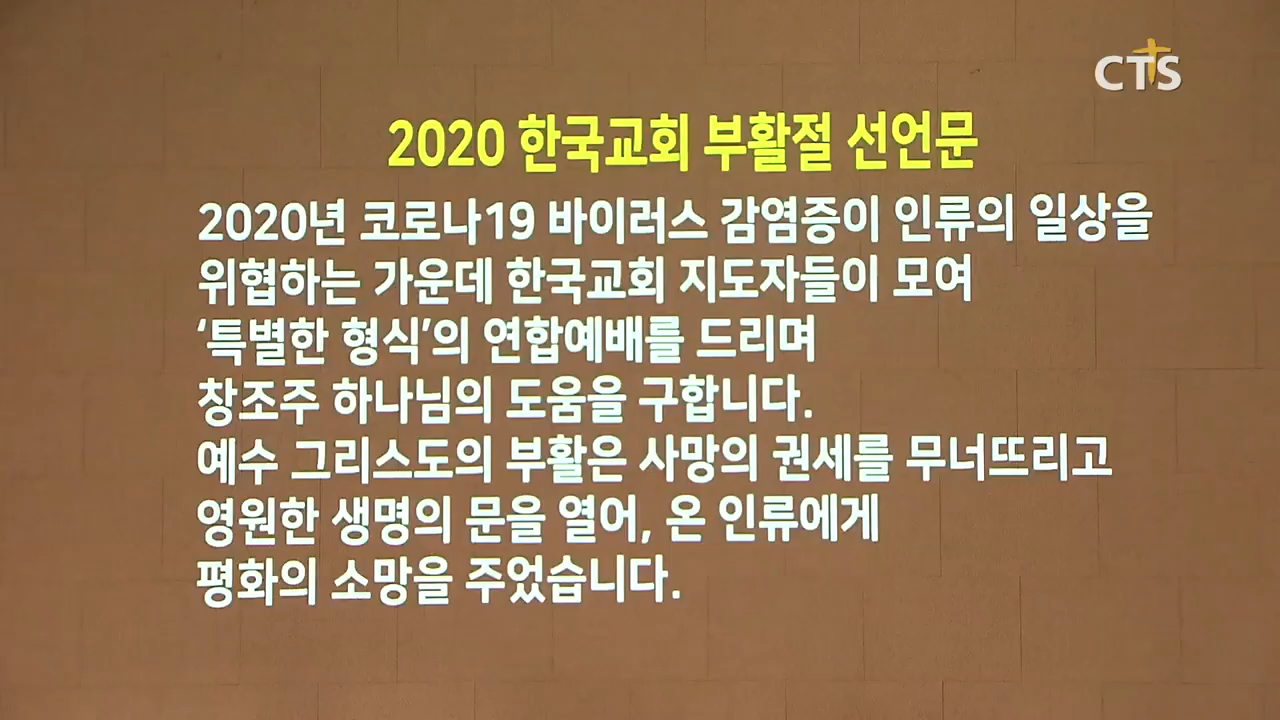 CTS
2020 한국교회 부활절 선언문
2020년 코로나19 바이러스 감염증이 인류의 일상을
위협하는 가운데 한국교회 지도자들이 모여
‘특별한 형식’의 연합예배를 드리며
창조주 하나님의 도움을 구합니다.
예수 그리스도의 부활은 사망의 권세를 무너뜨리고
영원한 생명의 문을 열어, 온 인류에게
평화의 소망을 주었습니다.